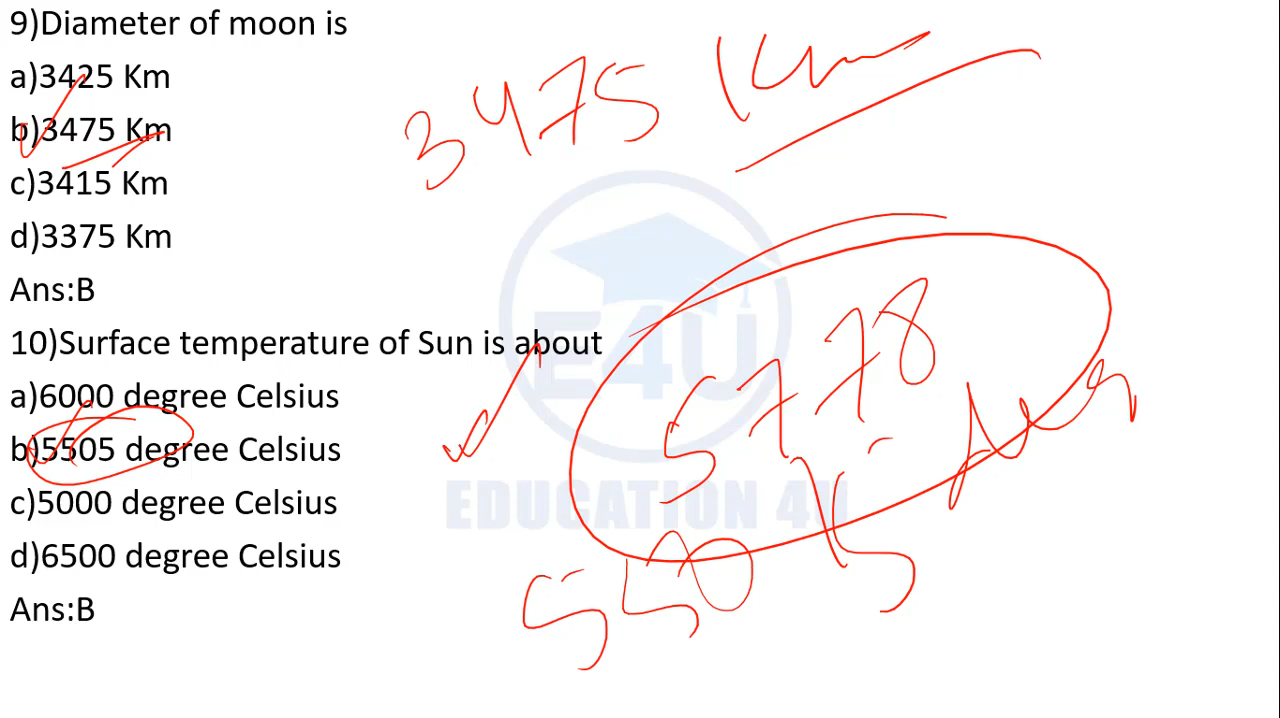 9)Diameter of moon is
a)3425 Km
b)3475 Km
c)3415 Km
d)3375 Km
Ans:B
10)Surface temperature of Sun is about
a)6000 degree Celsius
b)5505 degree Celsius
c)5000 degree Celsius
d)6500 degree Celsius
Ans:B
3475 Km
E4U
EDUCATION 4U
5778
5505